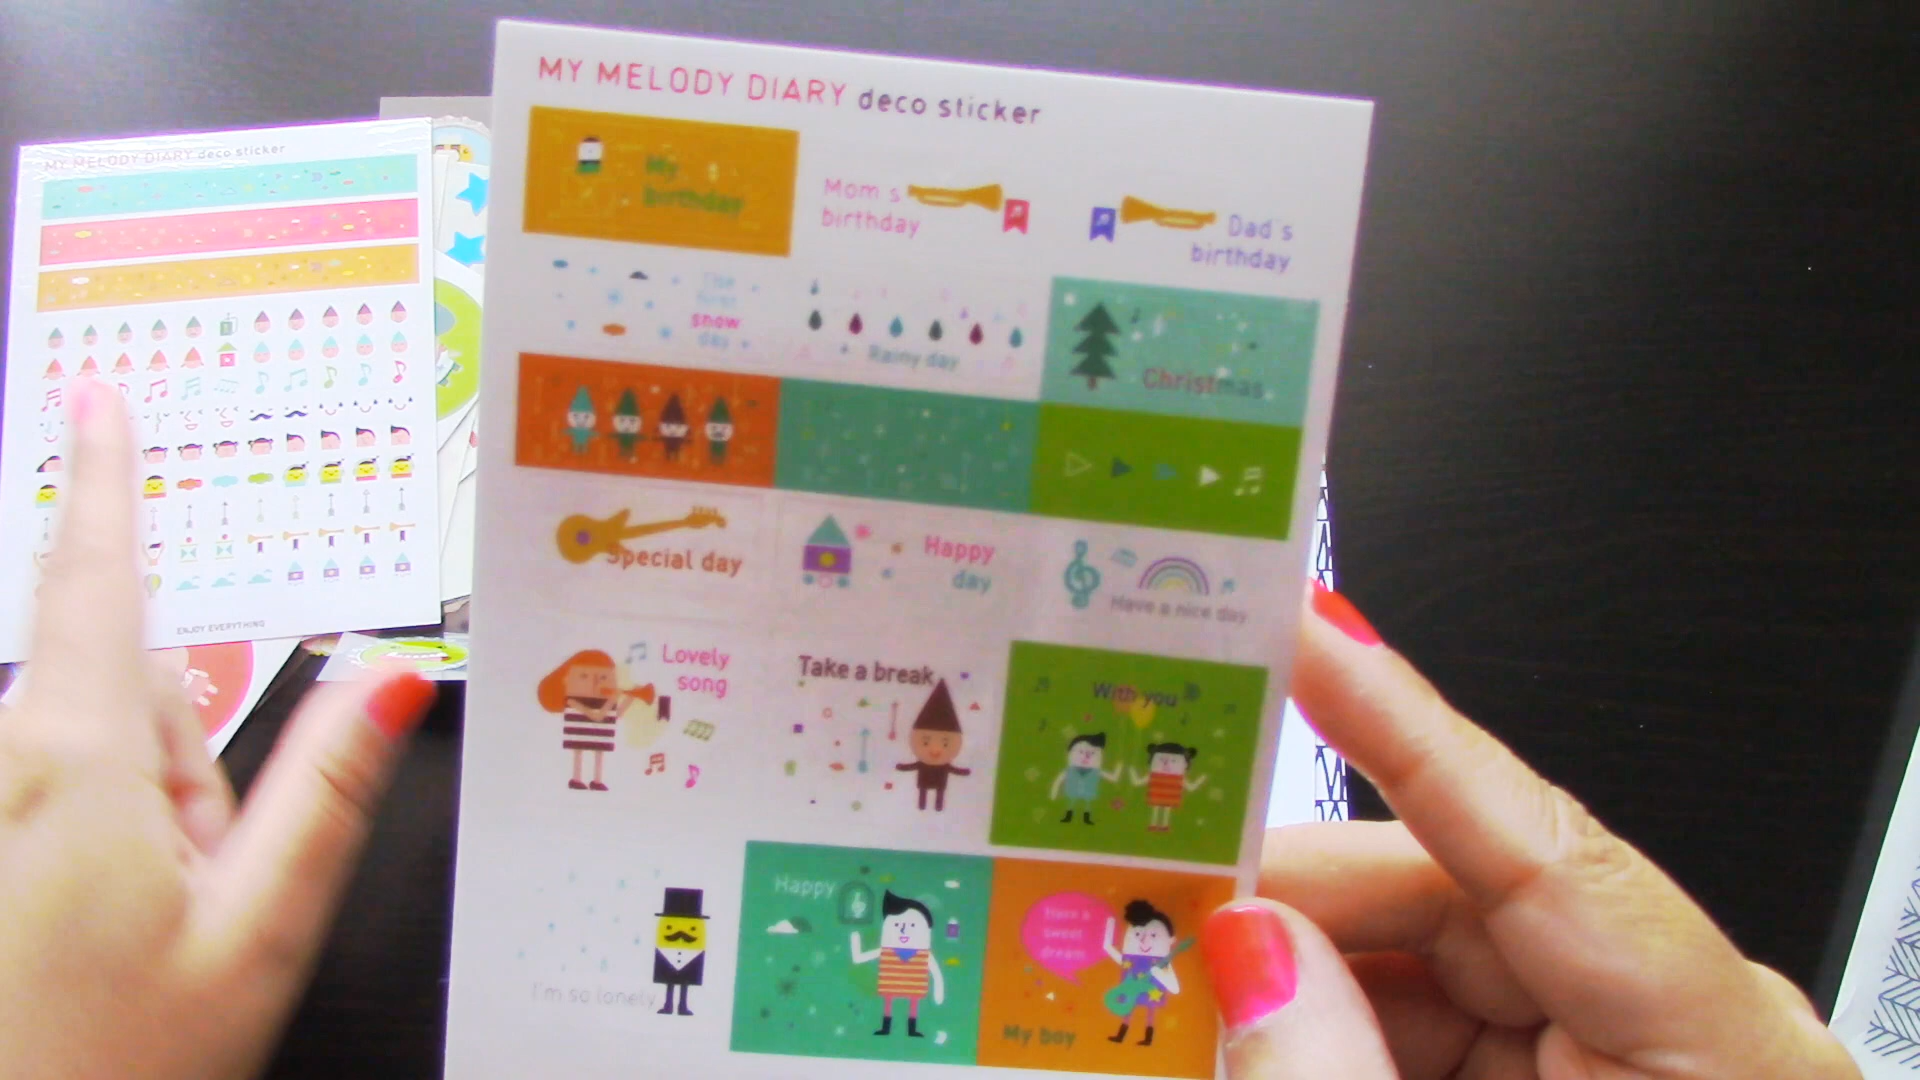 MY MELODY DIARY deco sticker
My
birthday
Mom's
birthday
Dad's
birthday
The
first
snow
day
Rainy day
Christmas
Special day
Happy
day
Have a nice day
Lovely
song
Take a break
With you
I'm so lonely
Happy
Have a
sweet
dream
My boy
MY MELODY DIARY deco sticker
ENJOY EVERYTHING